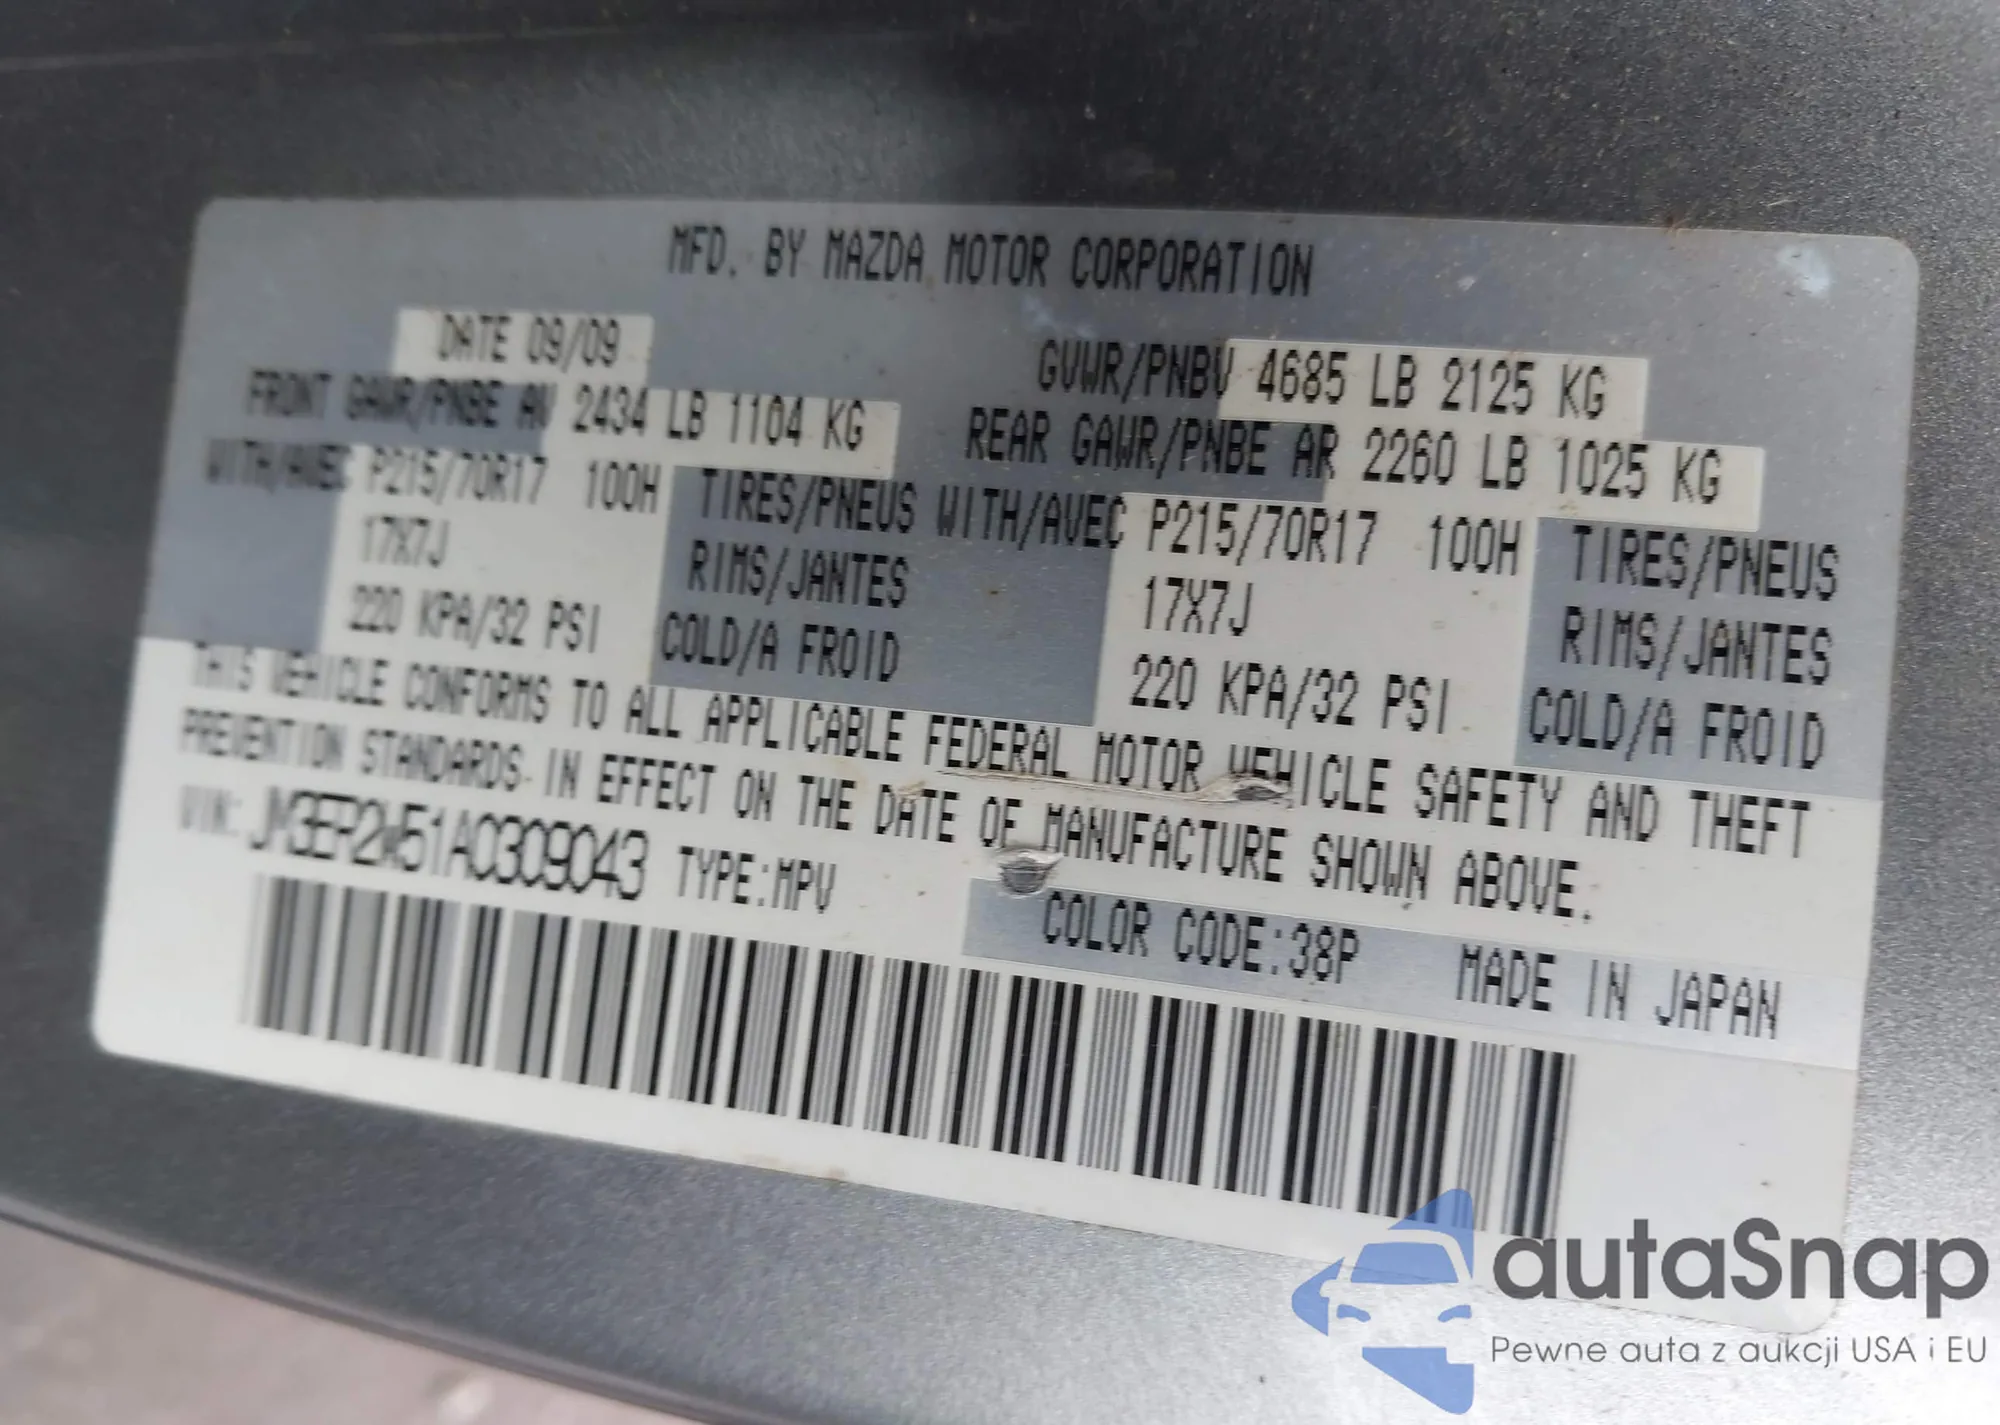 MFD. BY MAZDA MOTOR CORPORATION
DATE 09/09 GVWR/PNBV 4685 LB 2125 KG
FRONT GAWR/PNBE AV 2434 LB 1104 KG REAR GAWR/PNBE AR 2260 LB 1025 KG
WITH/AVEC P215/70R17 100H TIRES/PNEUS WITH/AVEC P215/70R17 100H TIRES/PNEUS
17X7J RIMS/JANTES 17X7J RIMS/JANTES
220 KPA/32 PSI COLD/A FROID 220 KPA/32 PSI COLD/A FROID
THIS VEHICLE CONFORMS TO ALL APPLICABLE FEDERAL MOTOR VEHICLE SAFETY AND THEFT
PREVENTION STANDARDS IN EFFECT ON THE DATE OF MANUFACTURE SHOWN ABOVE.
VIN: JM3ER2W51A0309043 TYPE:MPV
COLOR CODE:38P MADE IN JAPAN
autaSnap
Pewne auta z aukcji USA i EU